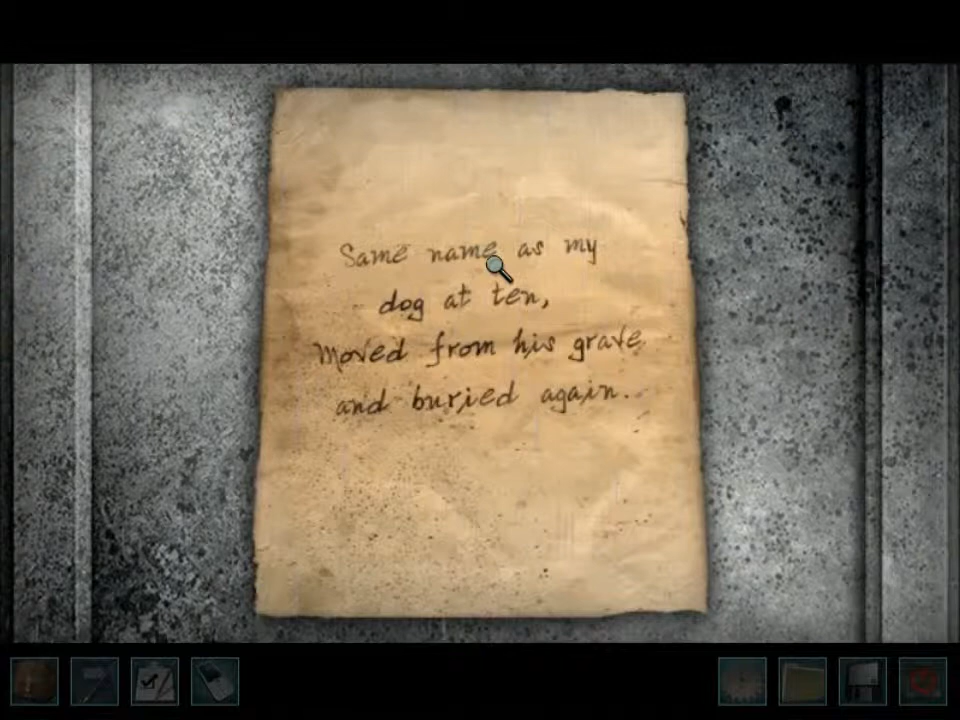 Same name as my
dog at ten,
Moved from his grave
and buried again.